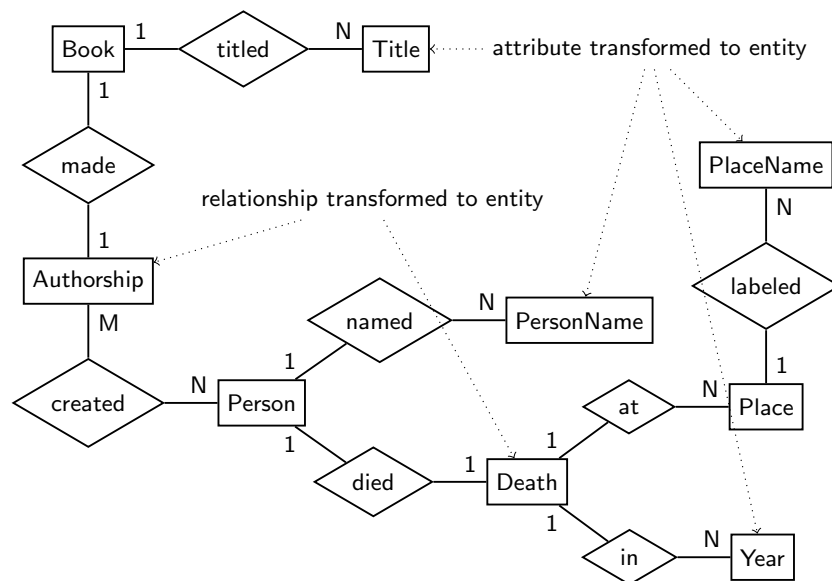 Book 1 titled N Title attribute transformed to entity
1
made
PlaceName
relationship transformed to entity
N
1
Authorship
labeled
M
named N PersonName
1
1
created N Person
at N Place
1
1
died 1 Death
1
in N Year